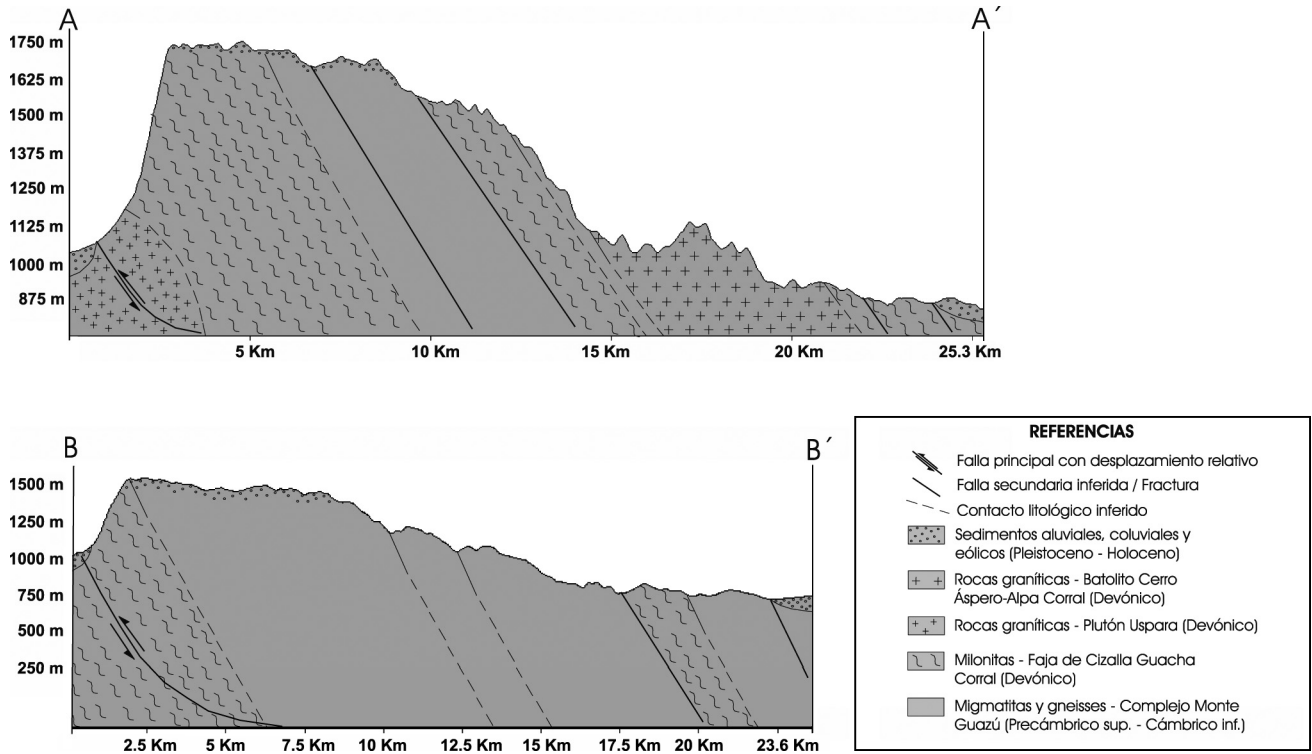 A
A´
1750 m
1625 m
1500 m
1375 m
1250 m
1125 m
1000 m
875 m
5 Km
10 Km
15 Km
20 Km
25.3 Km
B
B´
1500 m
1250 m
1000 m
750 m
500 m
250 m
2.5 Km
5 Km
7.5 Km
10 Km
12.5 Km
15 Km
17.5 Km
20 Km
23.6 Km
REFERENCIAS
Falla principal con desplazamiento relativo
Falla secundaria inferida / Fractura
Contacto litológico inferido
Sedimentos aluviales, coluviales y
eólicos (Pleistoceno - Holoceno)
Rocas graníticas - Batolito Cerro
Áspero-Alpa Corral (Devónico)
Rocas graníticas - Plutón Uspara (Devónico)
Milonitas - Faja de Cizalla Guacha
Corral (Devónico)
Migmatitas y gneisses - Complejo Monte
Guazú (Precámbrico sup. - Cámbrico inf.)